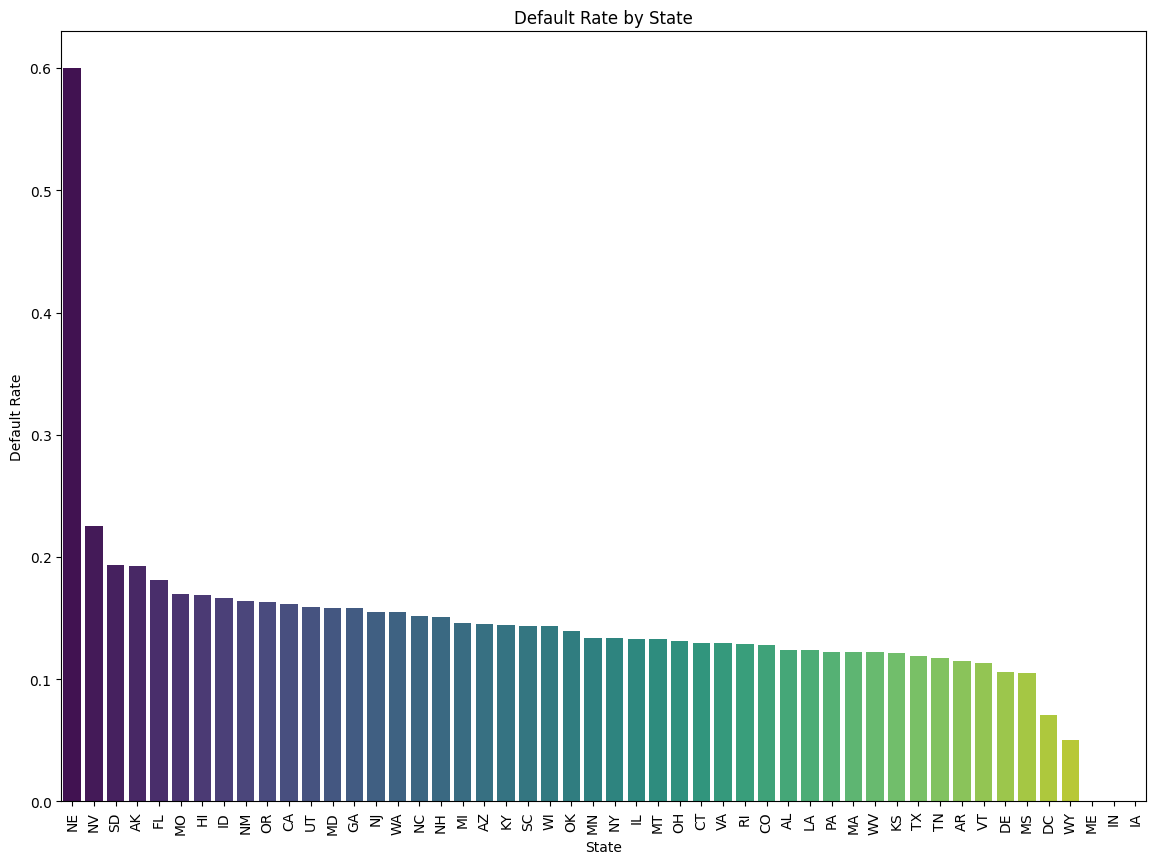 Default Rate by State
0.6
0.5
0.4
0.3
0.2
0.1
0.0
Default Rate
NE NV SD AK FL MO HI ID NM OR CA UT MD GA NJ WA NC NH MI AZ KY SC WI OK MN NY IL MT OH CT VA RI CO AL LA PA MA WV KS TX TN AR VT DE MS DC WY ME IN IA
State